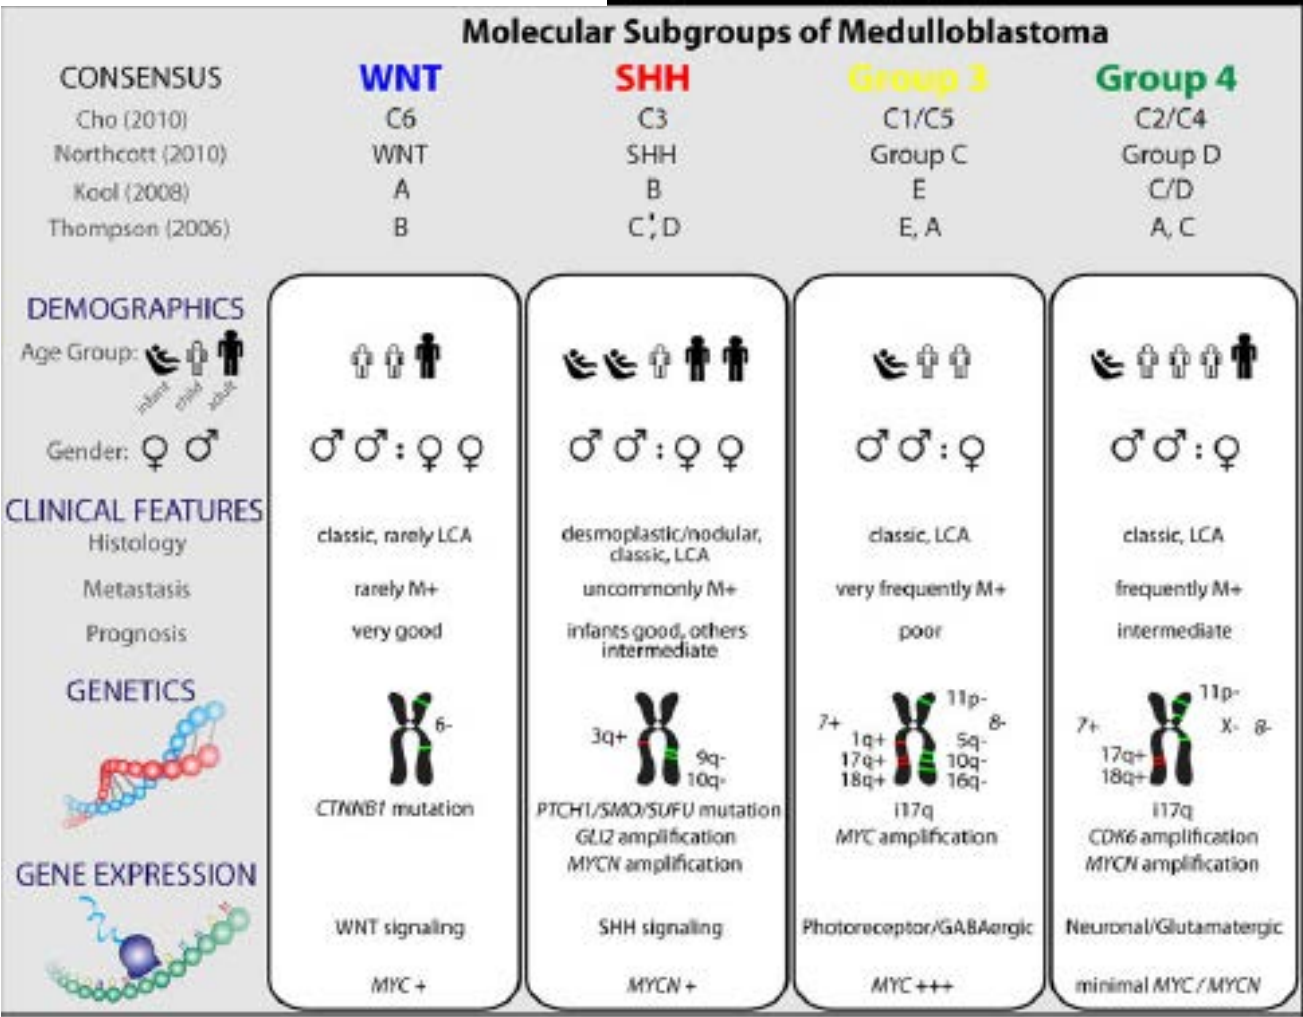 Molecular Subgroups of Medulloblastoma
CONSENSUS WNT SHH Group 3 Group 4
Cho (2010) C6 C3 C1/C5 C2/C4
Northcott (2010) WNT SHH Group C Group D
Kool (2008) A B E C/D
Thompson (2006) B C', D E, A A, C
DEMOGRAPHICS
Age Group:
infant child adult
Gender: ♀ ♂ ♂ ♂ : ♀ ♀ ♂ ♂ : ♀ ♀ ♂ ♂ : ♀ ♂ ♂ : ♀
CLINICAL FEATURES
Histology classic, rarely LCA desmoplastic/nodular, classic, LCA classic, LCA
classic, LCA
Metastasis rarely M+ uncommonly M+ very frequently M+ frequently M+
Prognosis very good infants good, others poor intermediate
intermediate
GENETICS
6-
3q+
9q-
10q-
7+ 11p- 8-
1q+ 5q-
17q+ 10q-
18q+ 16q-
7+ 11p- X- 8-
17q+
18q+
CTNNB1 mutation PTCH1/SMO/SUFU mutation i17q i17q
GLI2 amplification MYC amplification CDK6 amplification
MYCN amplification MYCN amplification
GENE EXPRESSION
WNT signaling SHH signaling Photoreceptor/GABAergic Neuronal/Glutamatergic
MYC + MYCN + MYC +++ minimal MYC / MYCN